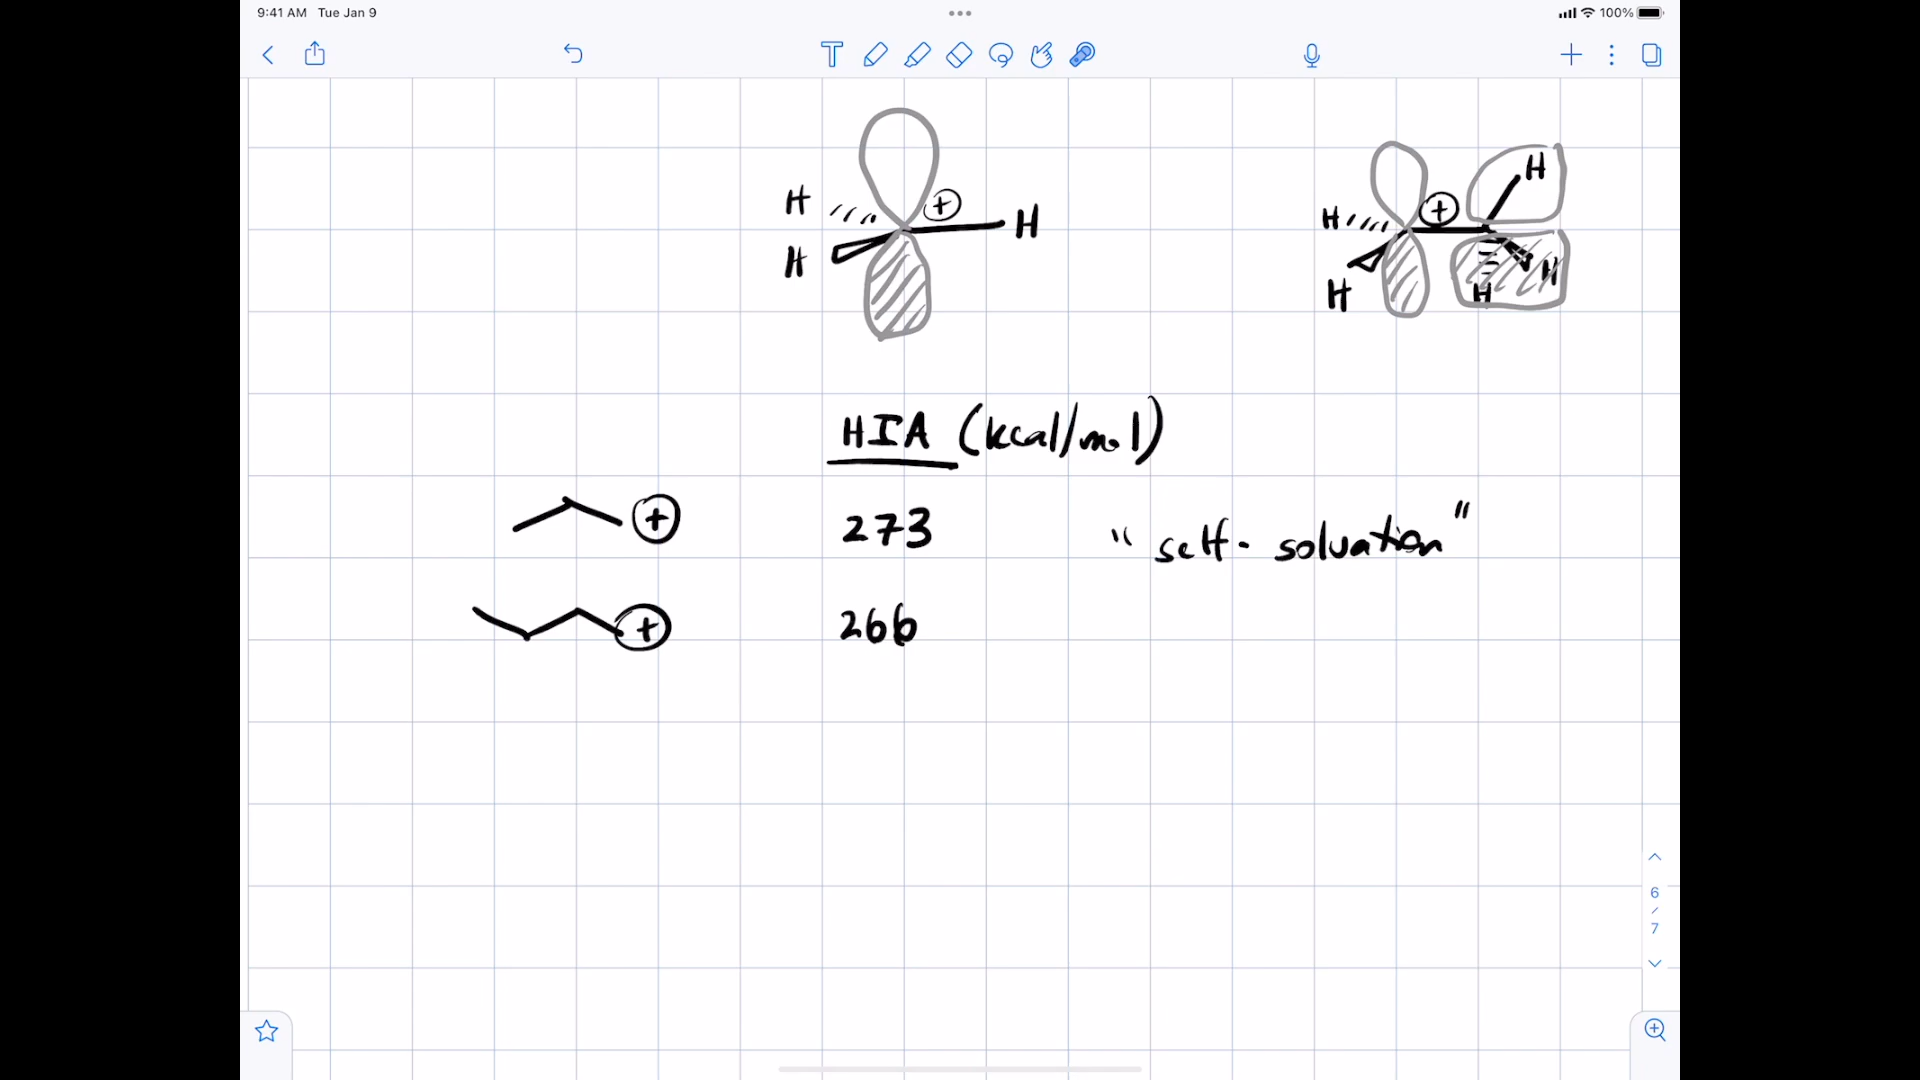 9:41 AM Tue Jan 9
100%
H
H
H
+
H
H
H
H
H
+
HIA (kcal/mol)
+ 273 "self-solvation"
+ 266
6
/
7